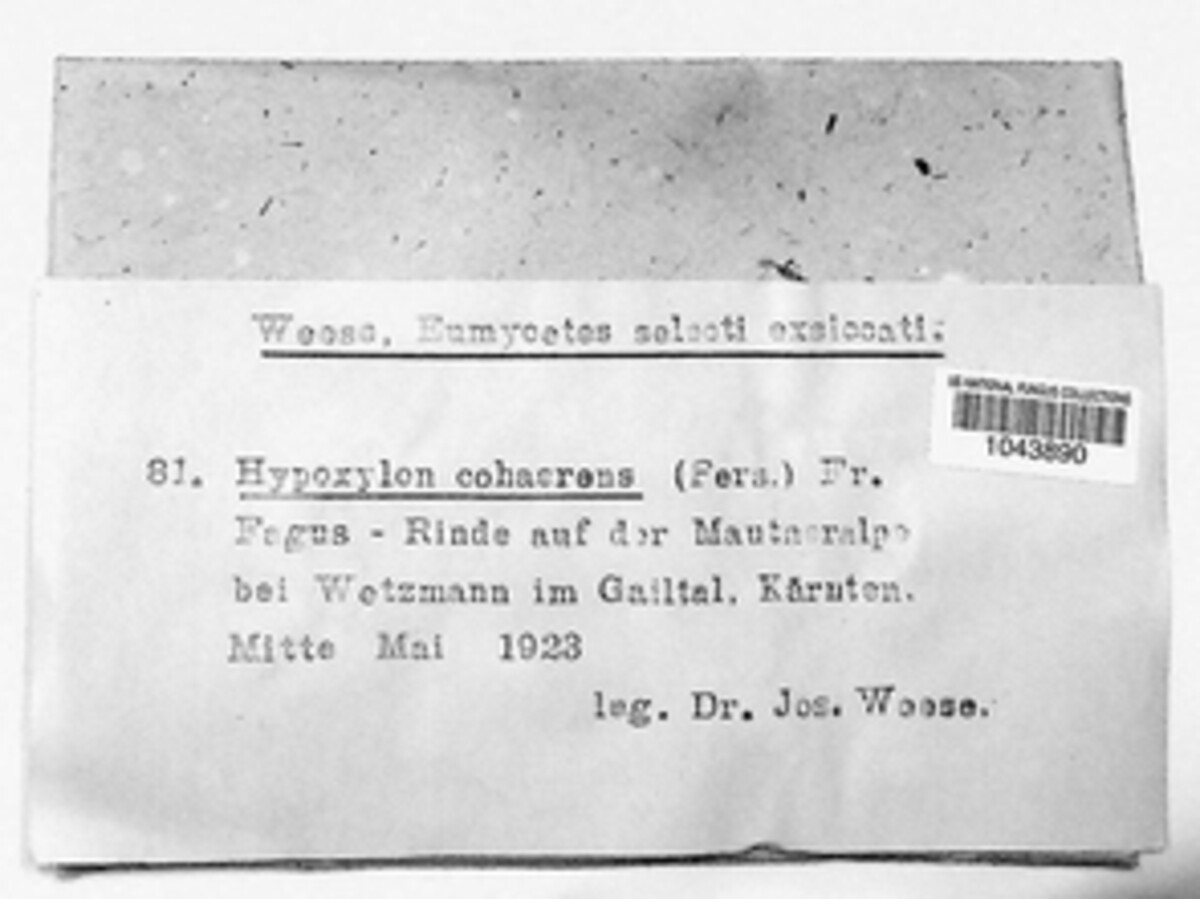 Weese, Eumycetes selecti exsiccati.
US NATIONAL FUNGUS COLLECTIONS
1043890
81. Hypoxylon cohaerens (Pers.) Fr.
Fagus - Rinde auf der Mautneralpe
bei Wetzmann im Gailtal, Kärnten.
Mitte Mai 1923
leg. Dr. Jos. Weese.